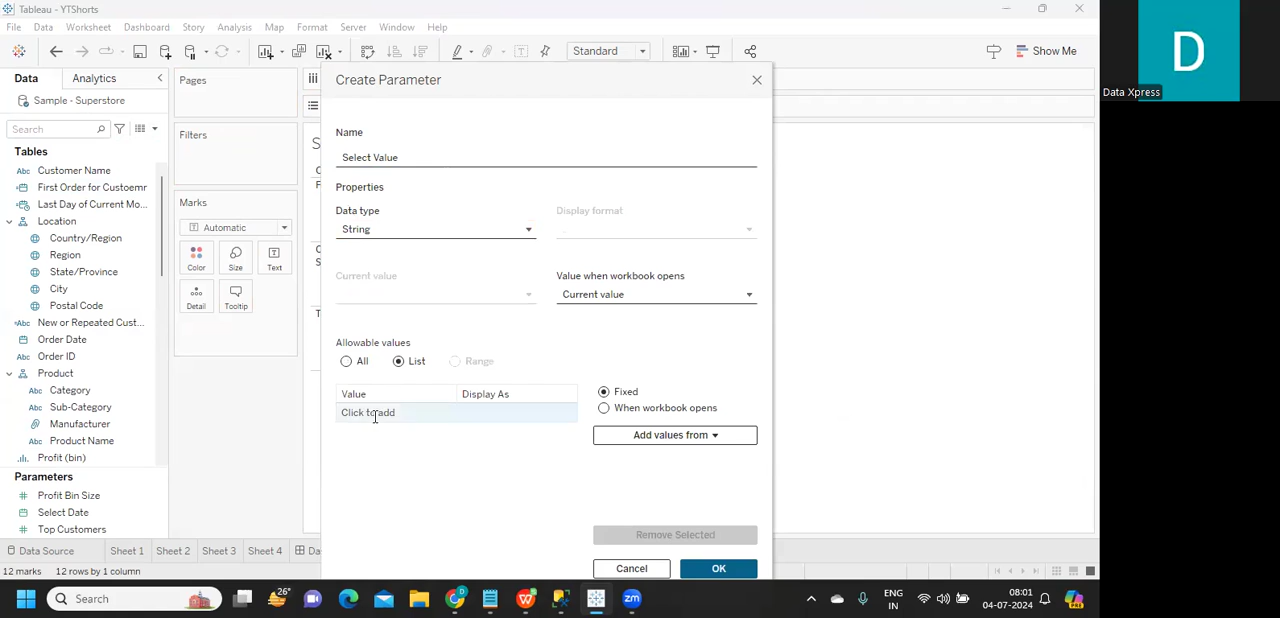 Tableau - YTShorts
File Data Worksheet Dashboard Story Analysis Map Format Server Window Help
Standard
Show Me
Data Analytics
Sample - Superstore
Search
Tables
Customer Name
First Order for Custoemr
Last Day of Current Mo...
Location
Country/Region
Region
State/Province
City
Postal Code
New or Repeated Cust...
Order Date
Order ID
Product
Category
Sub-Category
Manufacturer
Product Name
Profit (bin)
Parameters
Profit Bin Size
Select Date
Top Customers
Pages
Filters
Marks
Automatic
Color Size Text
Detail Tooltip
Create Parameter
Name
Select Value
Properties
Data type Display format
String
Current value Value when workbook opens
Current value
Allowable values
All List Range
Value Display As
Click to add
Fixed
When workbook opens
Add values from
Remove Selected
Cancel OK
Data Source Sheet 1 Sheet 2 Sheet 3 Sheet 4 Da
12 marks 12 rows by 1 column
Search
26°
ENG
IN
08:01
04-07-2024
D
Data Xpress